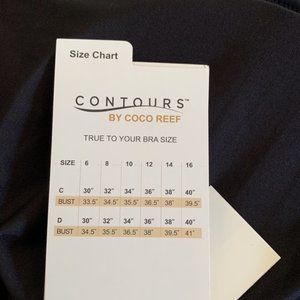 Size Chart
CONTOURS™
BY COCO REEF
TRUE TO YOUR BRA SIZE
SIZE 6 8 10 12 14 16
C 30" 32" 34" 36" 38" 40"
BUST 33.5" 34.5" 35.5" 36.5" 38" 39.5"
D 30" 32" 34" 36" 38" 40"
BUST 34.5" 35.5" 36.5" 38" 39.5" 41"